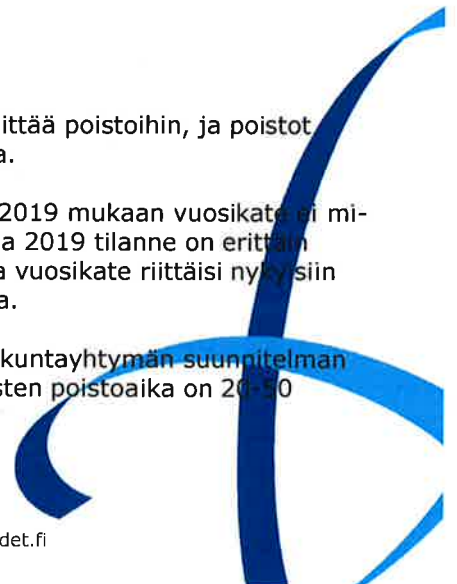 ittää poistoihin, ja poistot
a.
2019 mukaan vuosikate ei mi-
a 2019 tilanne on erittäin
a vuosikate riittäisi nykyisiin
a.
kuntayhtymän suunnitelman
sten poistoaika on 20-50
det.fi